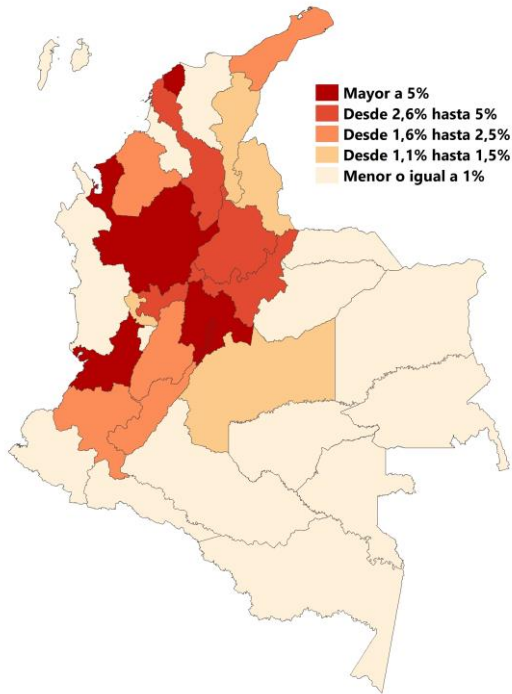 Mayor a 5%
Desde 2,6% hasta 5%
Desde 1,6% hasta 2,5%
Desde 1,1% hasta 1,5%
Menor o igual a 1%